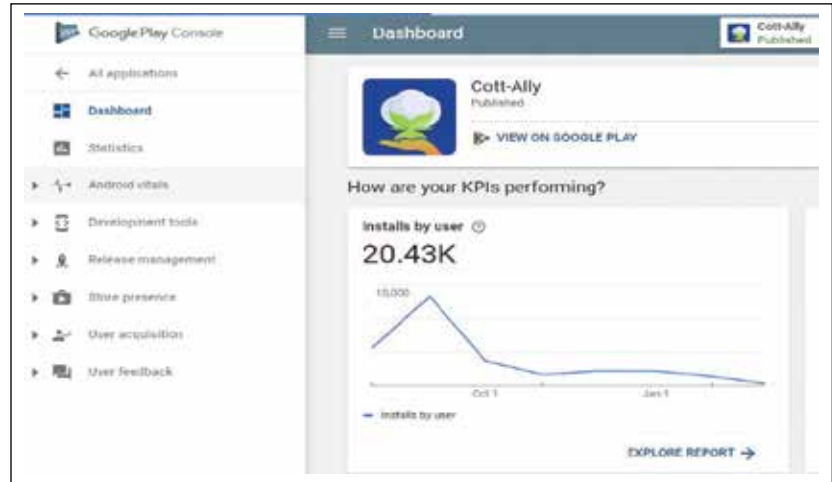 Google Play Console
All applications
Dashboard
Statistics
Android vitals
Development tools
Release management
Store presence
User acquisition
User feedback
Dashboard
Cott-Ally
Published
Cott-Ally
Published
VIEW ON GOOGLE PLAY
How are your KPIs performing?
Installs by user
20.43K
10,000
Oct 1
Jan 1
Installs by user
EXPLORE REPORT